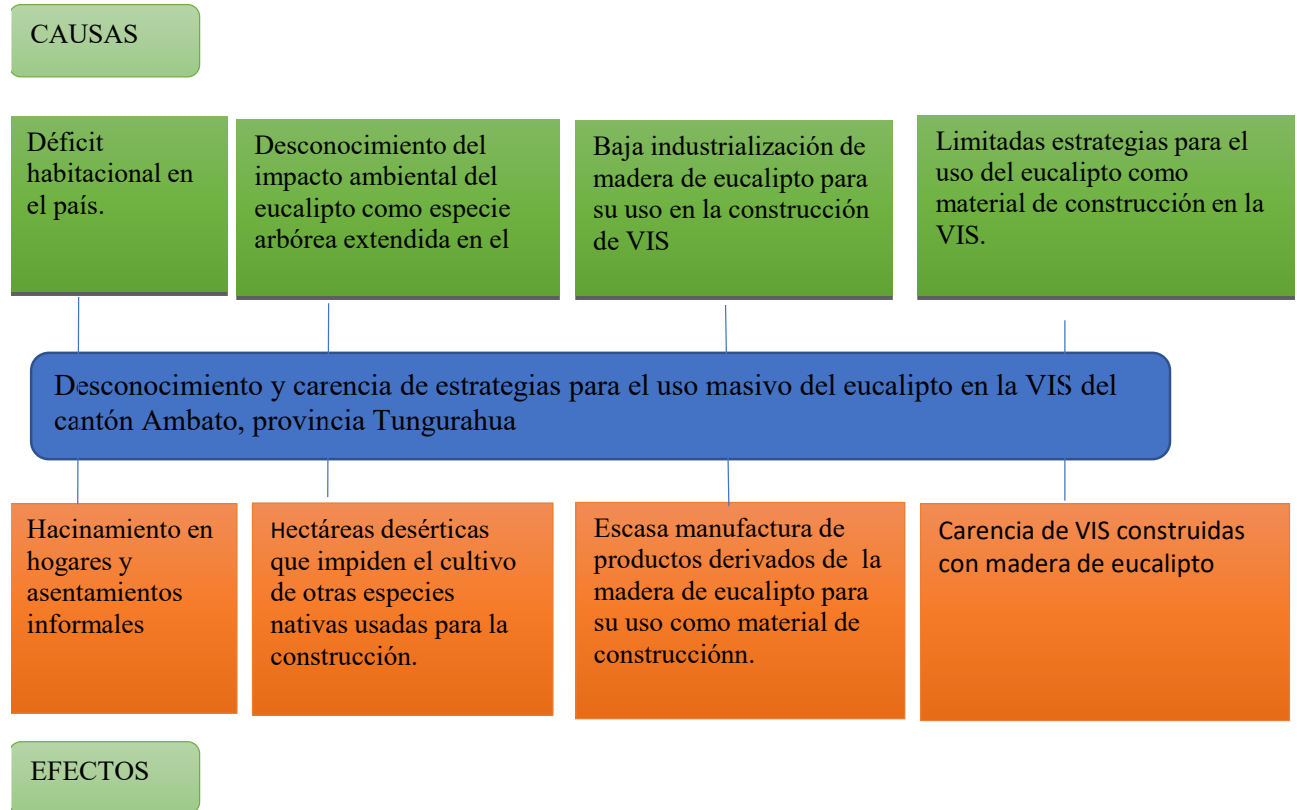 CAUSAS
Déficit
habitacional en
el país.
Desconocimiento del
impacto ambiental del
eucalipto como especie
arbórea extendida en el
Baja industrialización de
madera de eucalipto para
su uso en la construcción
de VIS
Limitadas estrategias para el
uso del eucalipto como
material de construcción en la
VIS.
Desconocimiento y carencia de estrategias para el uso masivo del eucalipto en la VIS del
cantón Ambato, provincia Tungurahua
Hacinamiento en
hogares y
asentamientos
informales
Hectáreas desérticas
que impiden el cultivo
de otras especies
nativas usadas para la
construcción.
Escasa manufactura de
productos derivados de la
madera de eucalipto para
su uso como material de
construcciónn.
Carencia de VIS construidas
con madera de eucalipto
EFECTOS